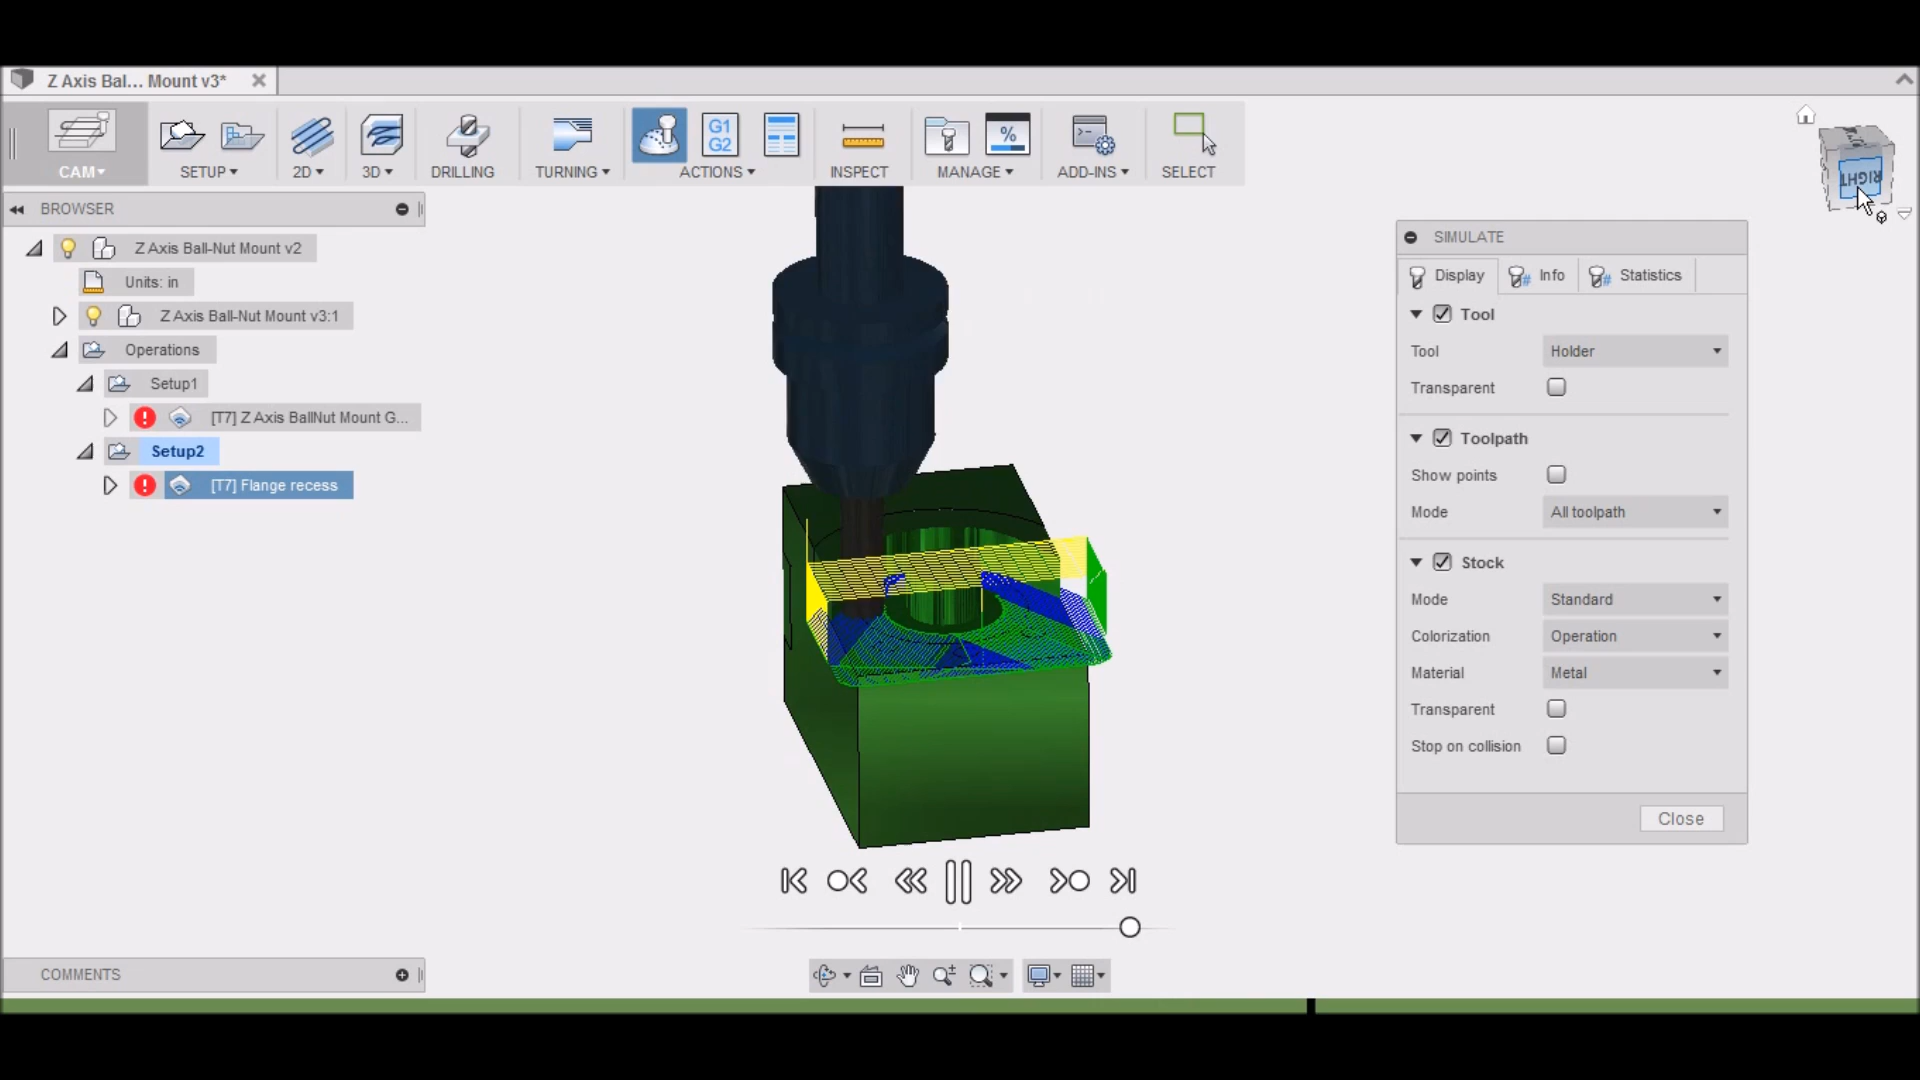 Z Axis Bal... Mount v3*
CAM
SETUP
2D
3D
DRILLING
TURNING
G1
G2
ACTIONS
INSPECT
%
MANAGE
ADD-INS
SELECT
RIGHT
BROWSER
Z Axis Ball-Nut Mount v2
Units: in
Z Axis Ball-Nut Mount v3:1
Operations
Setup1
[T7] Z Axis BallNut Mount G...
Setup2
[T7] Flange recess
SIMULATE
Display
Info
Statistics
Tool
Tool Holder
Transparent
Toolpath
Show points
Mode All toolpath
Stock
Mode Standard
Colorization Operation
Material Metal
Transparent
Stop on collision
Close
COMMENTS